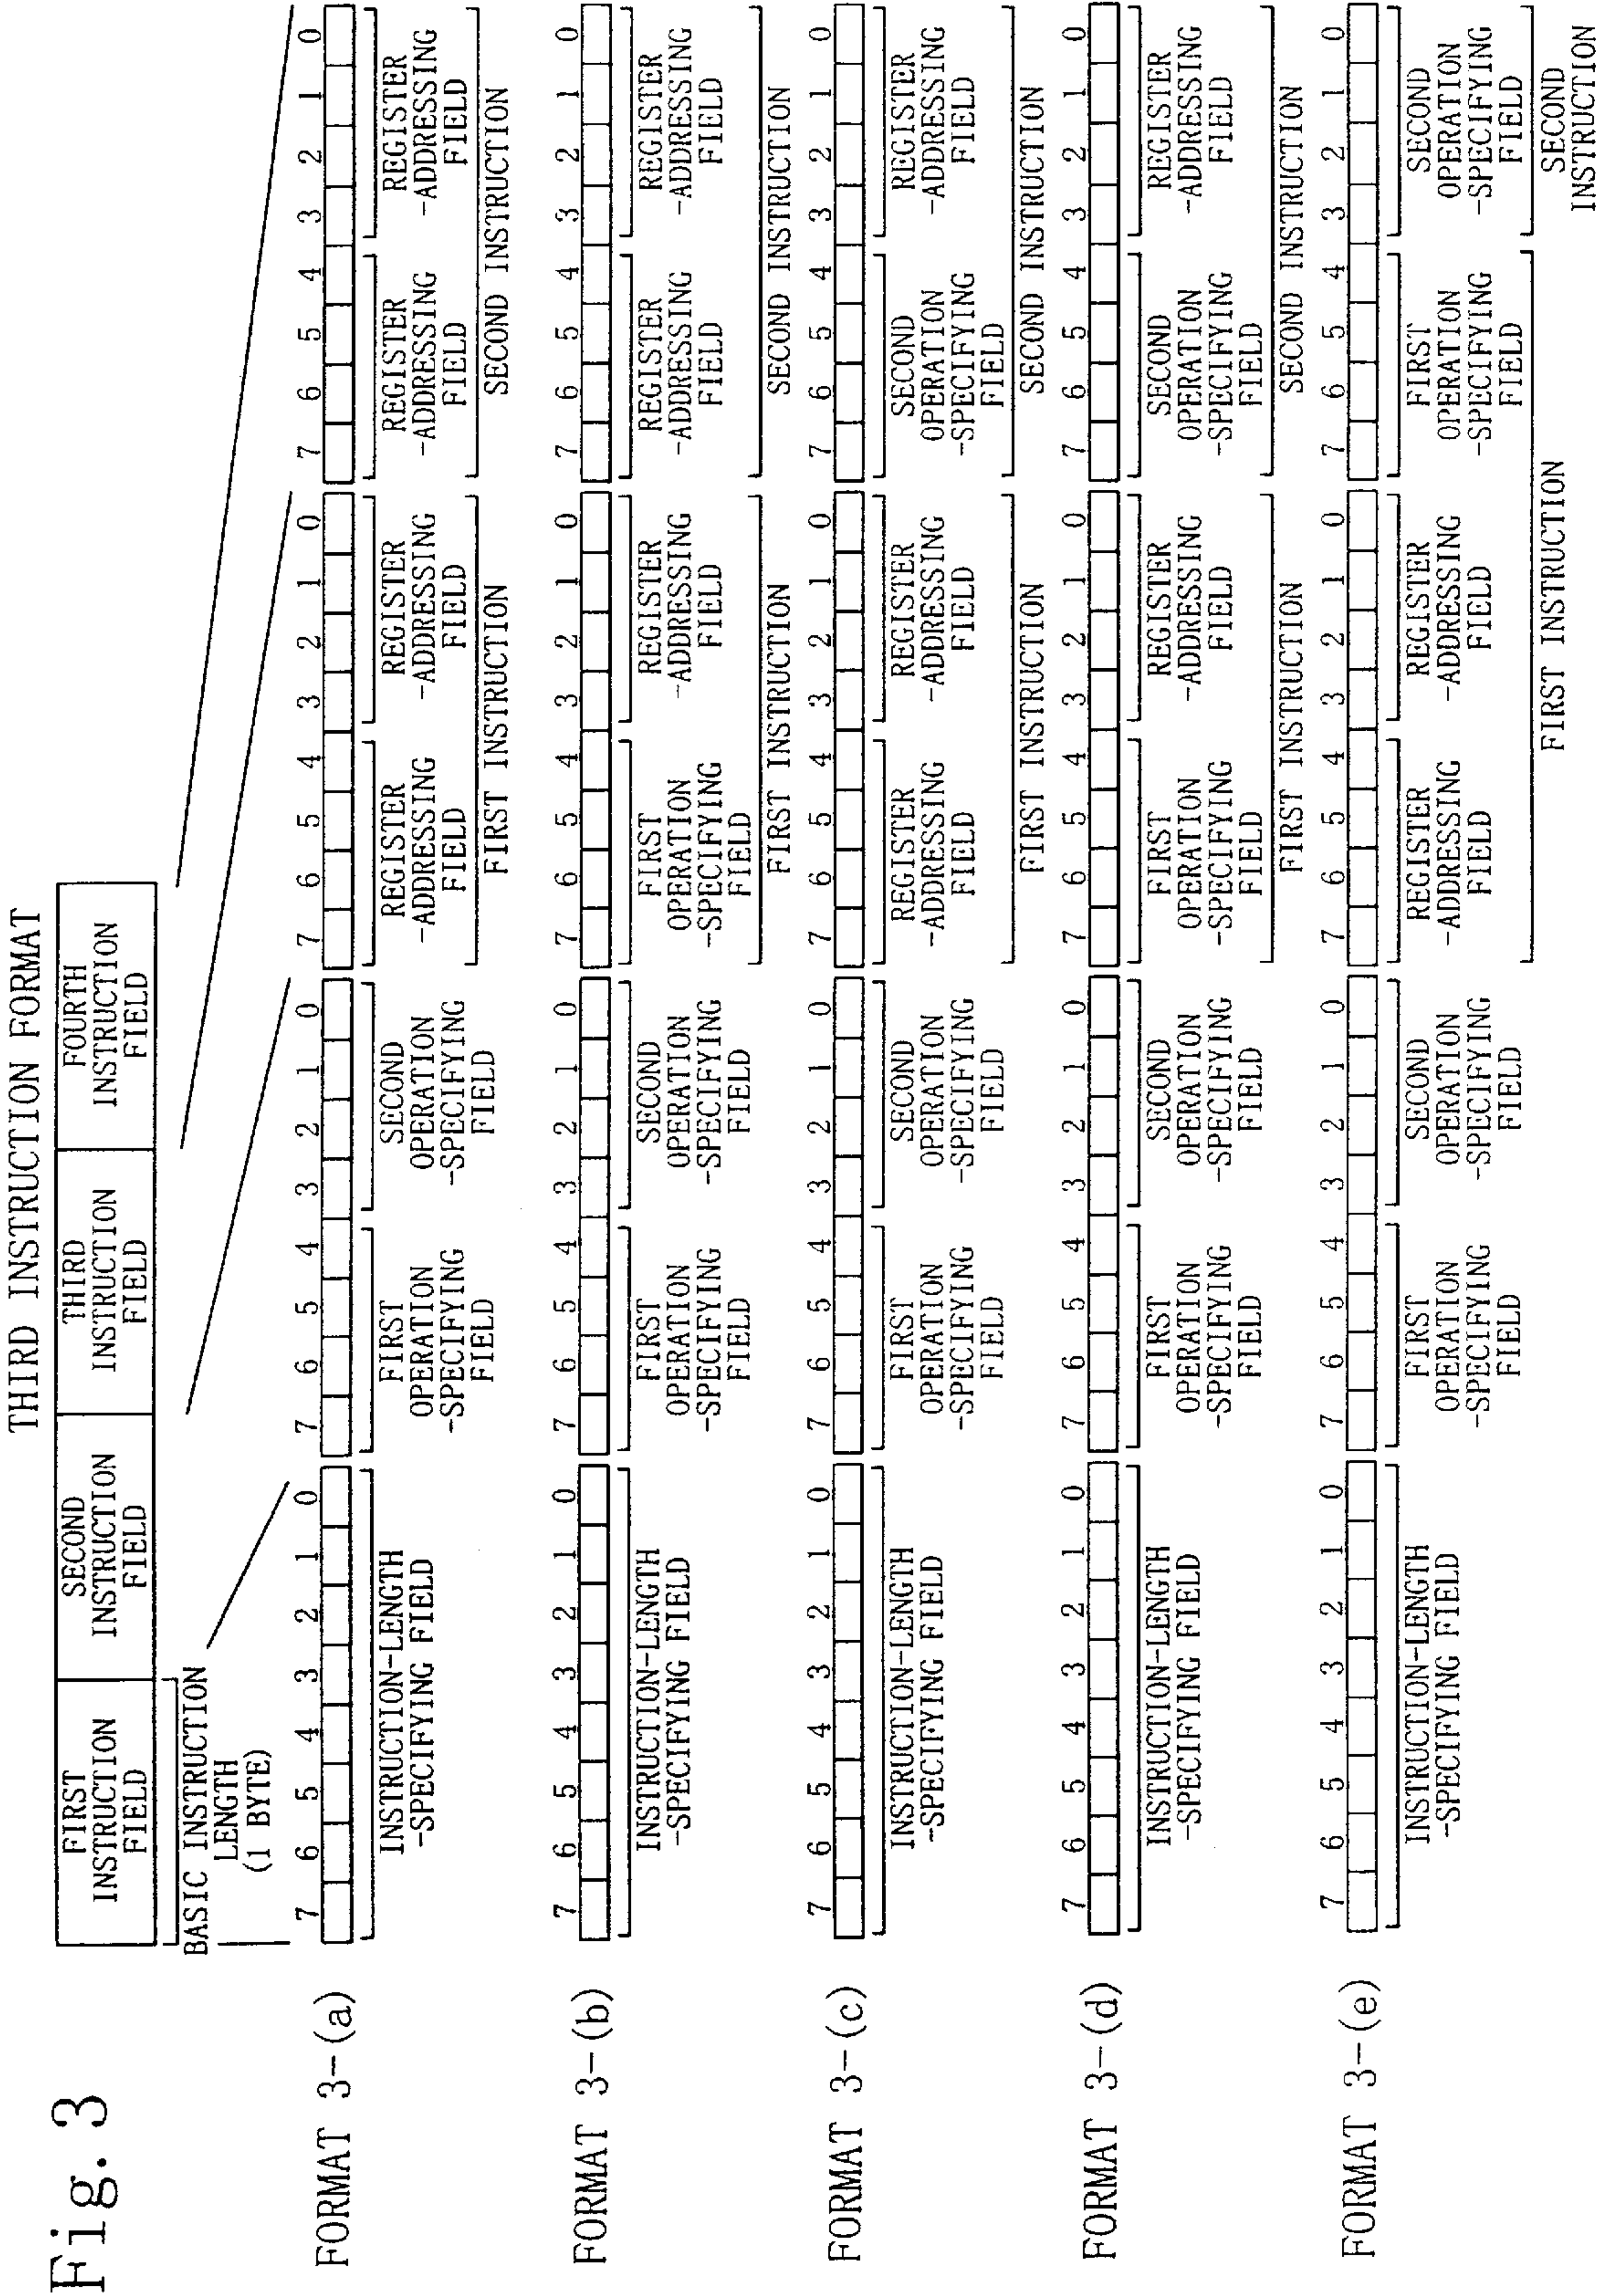 Fig. 3
THIRD INSTRUCTION FORMAT
FIRST
INSTRUCTION
FIELD
SECOND
INSTRUCTION
FIELD
THIRD
INSTRUCTION
FIELD
FOURTH
INSTRUCTION
FIELD
BASIC INSTRUCTION
LENGTH
(1 BYTE)
FORMAT 3-(a)
7 6 5 4 3 2 1 0 7 6 5 4 3 2 1 0 7 6 5 4 3 2 1 0 7 6 5 4 3 2 1 0
INSTRUCTION-LENGTH
-SPECIFYING FIELD
FIRST
OPERATION
-SPECIFYING
FIELD
SECOND
OPERATION
-SPECIFYING
FIELD
REGISTER
-ADDRESSING
FIELD
REGISTER
-ADDRESSING
FIELD
FIRST INSTRUCTION
REGISTER
-ADDRESSING
FIELD
REGISTER
-ADDRESSING
FIELD
SECOND INSTRUCTION
FORMAT 3-(b)
7 6 5 4 3 2 1 0 7 6 5 4 3 2 1 0 7 6 5 4 3 2 1 0 7 6 5 4 3 2 1 0
INSTRUCTION-LENGTH
-SPECIFYING FIELD
FIRST
OPERATION
-SPECIFYING
FIELD
SECOND
OPERATION
-SPECIFYING
FIELD
FIRST
OPERATION
-SPECIFYING
FIELD
REGISTER
-ADDRESSING
FIELD
FIRST INSTRUCTION
REGISTER
-ADDRESSING
FIELD
REGISTER
-ADDRESSING
FIELD
SECOND INSTRUCTION
FORMAT 3-(c)
7 6 5 4 3 2 1 0 7 6 5 4 3 2 1 0 7 6 5 4 3 2 1 0 7 6 5 4 3 2 1 0
INSTRUCTION-LENGTH
-SPECIFYING FIELD
FIRST
OPERATION
-SPECIFYING
FIELD
SECOND
OPERATION
-SPECIFYING
FIELD
REGISTER
-ADDRESSING
FIELD
REGISTER
-ADDRESSING
FIELD
FIRST INSTRUCTION
SECOND
OPERATION
-SPECIFYING
FIELD
REGISTER
-ADDRESSING
FIELD
SECOND INSTRUCTION
FORMAT 3-(d)
7 6 5 4 3 2 1 0 7 6 5 4 3 2 1 0 7 6 5 4 3 2 1 0 7 6 5 4 3 2 1 0
INSTRUCTION-LENGTH
-SPECIFYING FIELD
FIRST
OPERATION
-SPECIFYING
FIELD
SECOND
OPERATION
-SPECIFYING
FIELD
FIRST
OPERATION
-SPECIFYING
FIELD
REGISTER
-ADDRESSING
FIELD
FIRST INSTRUCTION
SECOND
OPERATION
-SPECIFYING
FIELD
REGISTER
-ADDRESSING
FIELD
SECOND INSTRUCTION
FORMAT 3-(e)
7 6 5 4 3 2 1 0 7 6 5 4 3 2 1 0 7 6 5 4 3 2 1 0 7 6 5 4 3 2 1 0
INSTRUCTION-LENGTH
-SPECIFYING FIELD
FIRST
OPERATION
-SPECIFYING
FIELD
SECOND
OPERATION
-SPECIFYING
FIELD
REGISTER
-ADDRESSING
FIELD
REGISTER
-ADDRESSING
FIELD
FIRST
OPERATION
-SPECIFYING
FIELD
FIRST INSTRUCTION
SECOND
OPERATION
-SPECIFYING
FIELD
SECOND
INSTRUCTION